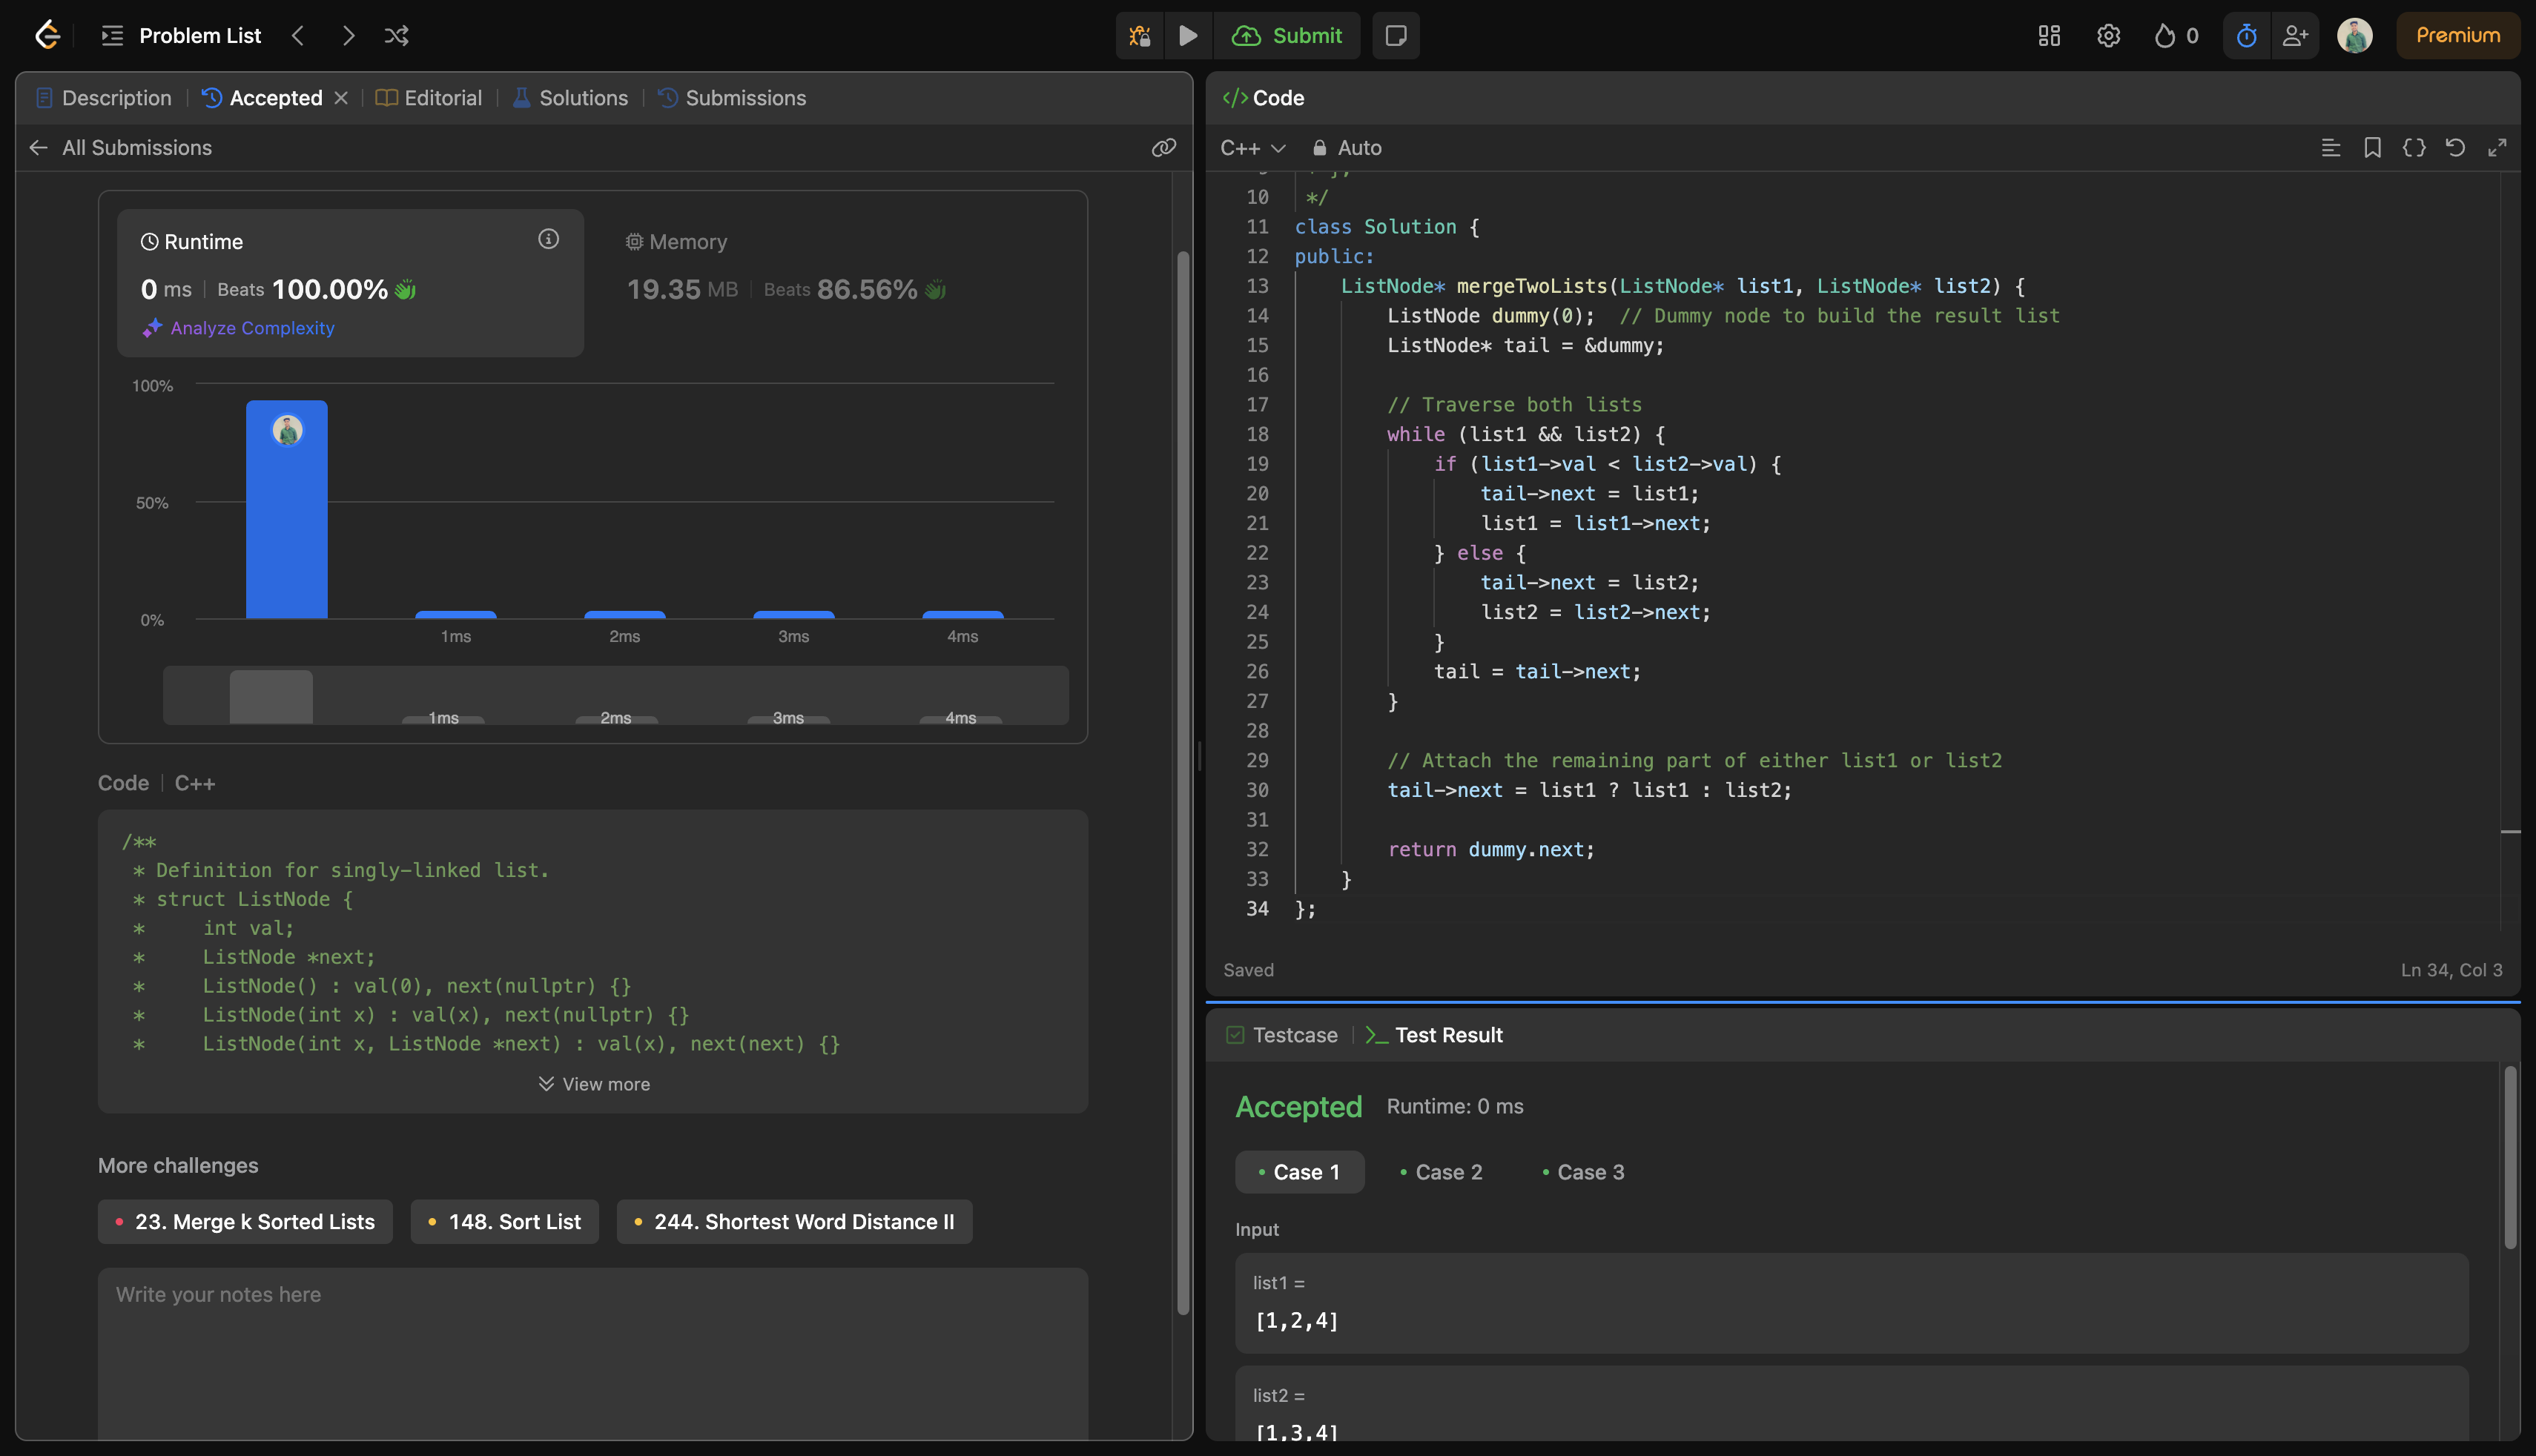 Problem List
Submit
0
Premium
Description
Accepted
Editorial
Solutions
Submissions
All Submissions
Runtime
0 ms
Beats 100.00%
Analyze Complexity
Memory
19.35 MB
Beats 86.56%
100%
50%
0%
1ms
2ms
3ms
4ms
1ms
2ms
3ms
4ms
Code
C++
/**
 * Definition for singly-linked list.
 * struct ListNode {
 *     int val;
 *     ListNode *next;
 *     ListNode() : val(0), next(nullptr) {}
 *     ListNode(int x) : val(x), next(nullptr) {}
 *     ListNode(int x, ListNode *next) : val(x), next(next) {}
View more
More challenges
23. Merge k Sorted Lists
148. Sort List
244. Shortest Word Distance II
Write your notes here
</> Code
C++
Auto
10  */
11 class Solution {
12 public:
13     ListNode* mergeTwoLists(ListNode* list1, ListNode* list2) {
14         ListNode dummy(0);  // Dummy node to build the result list
15         ListNode* tail = &dummy;
16
17         // Traverse both lists
18         while (list1 && list2) {
19             if (list1->val < list2->val) {
20                 tail->next = list1;
21                 list1 = list1->next;
22             } else {
23                 tail->next = list2;
24                 list2 = list2->next;
25             }
26             tail = tail->next;
27         }
28
29         // Attach the remaining part of either list1 or list2
30         tail->next = list1 ? list1 : list2;
31
32         return dummy.next;
33     }
34 };
Saved
Ln 34, Col 3
Testcase
Test Result
Accepted
Runtime: 0 ms
Case 1
Case 2
Case 3
Input
list1 =
[1,2,4]
list2 =
[1,3,4]